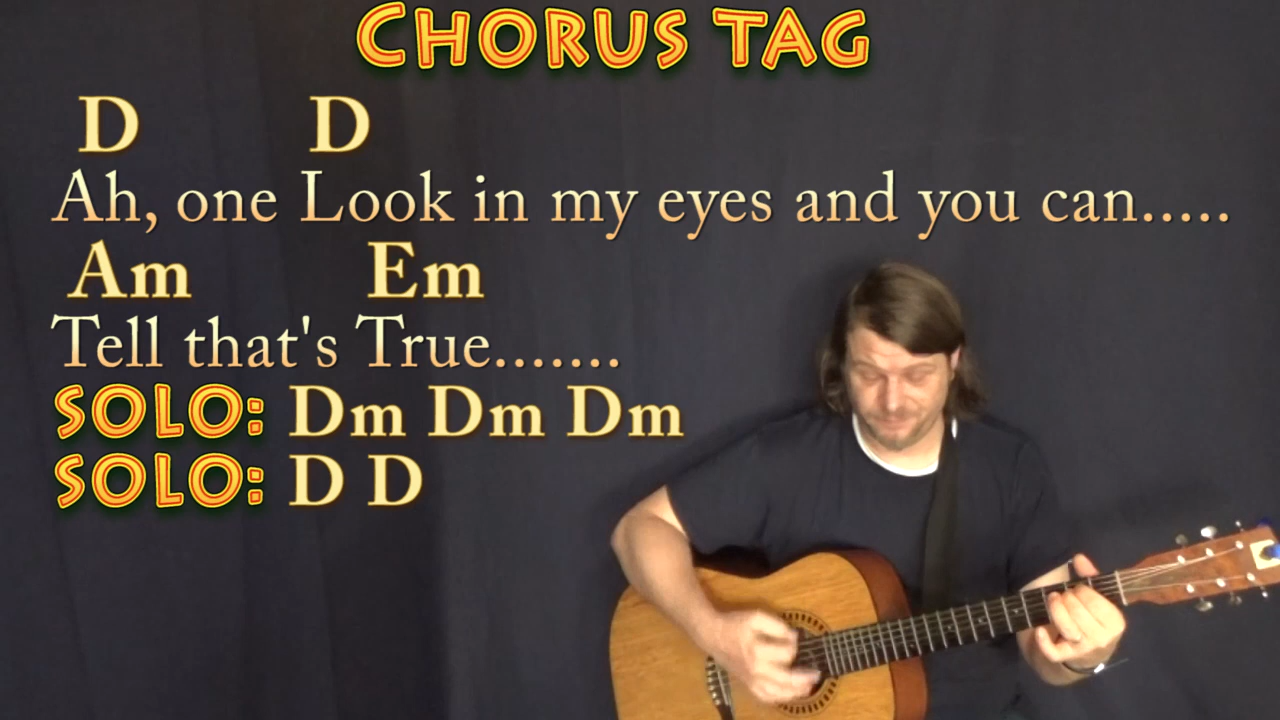 CHORUS TAG
D D
Ah, one Look in my eyes and you can.....
Am Em
Tell that's True.......
SOLO: Dm Dm Dm
SOLO: D D